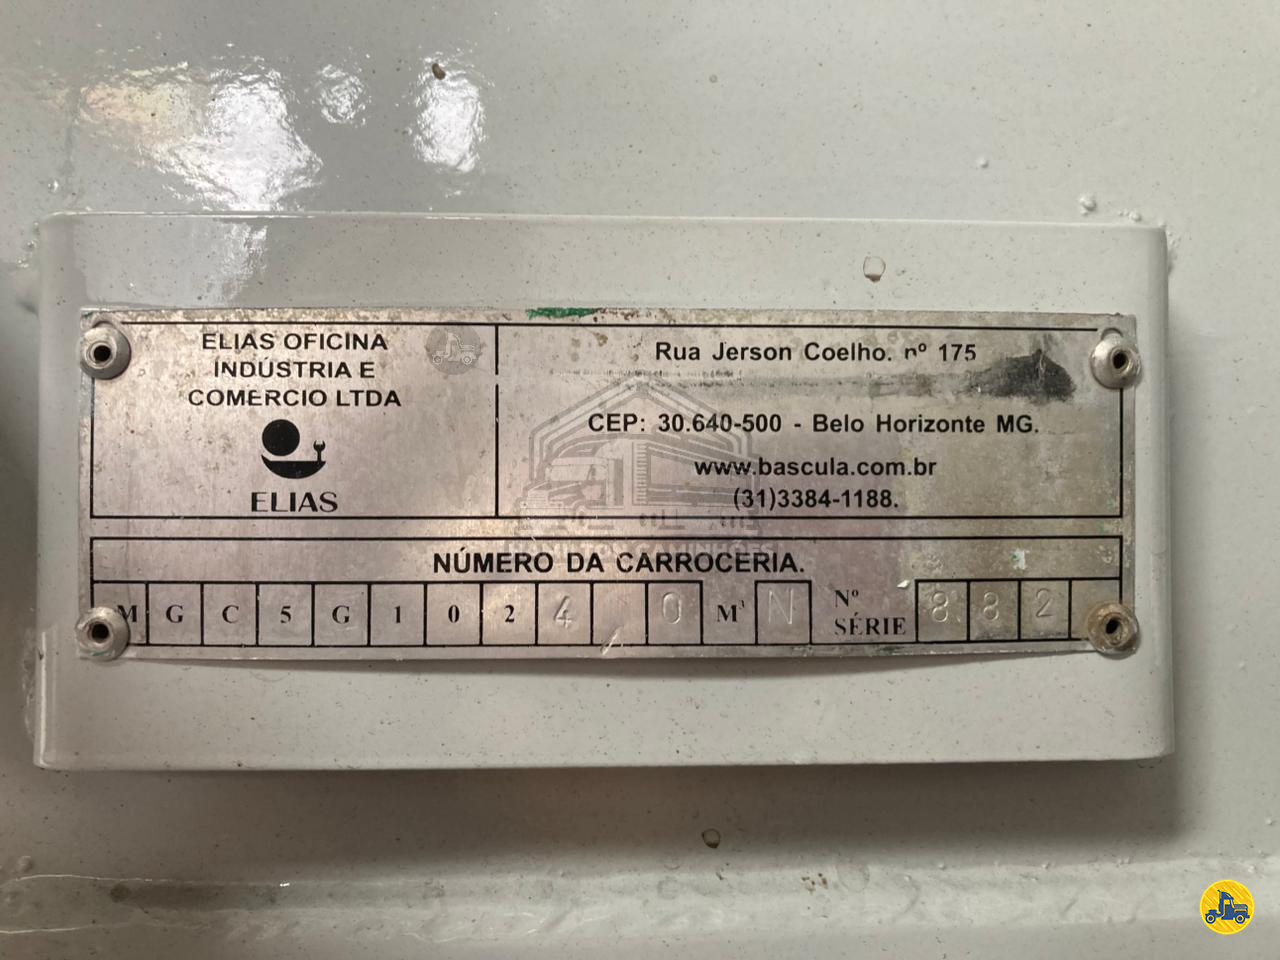 ELIAS OFICINA
INDÚSTRIA E
COMERCIO LTDA
ELIAS
Rua Jerson Coelho. nº 175
CEP: 30.640-500 - Belo Horizonte MG.
www.bascula.com.br
(31)3384-1188.
NÚMERO DA CARROCERIA.
M G C 5 G 1 0 2 4 0 M³ N Nº SÉRIE 8 8 2